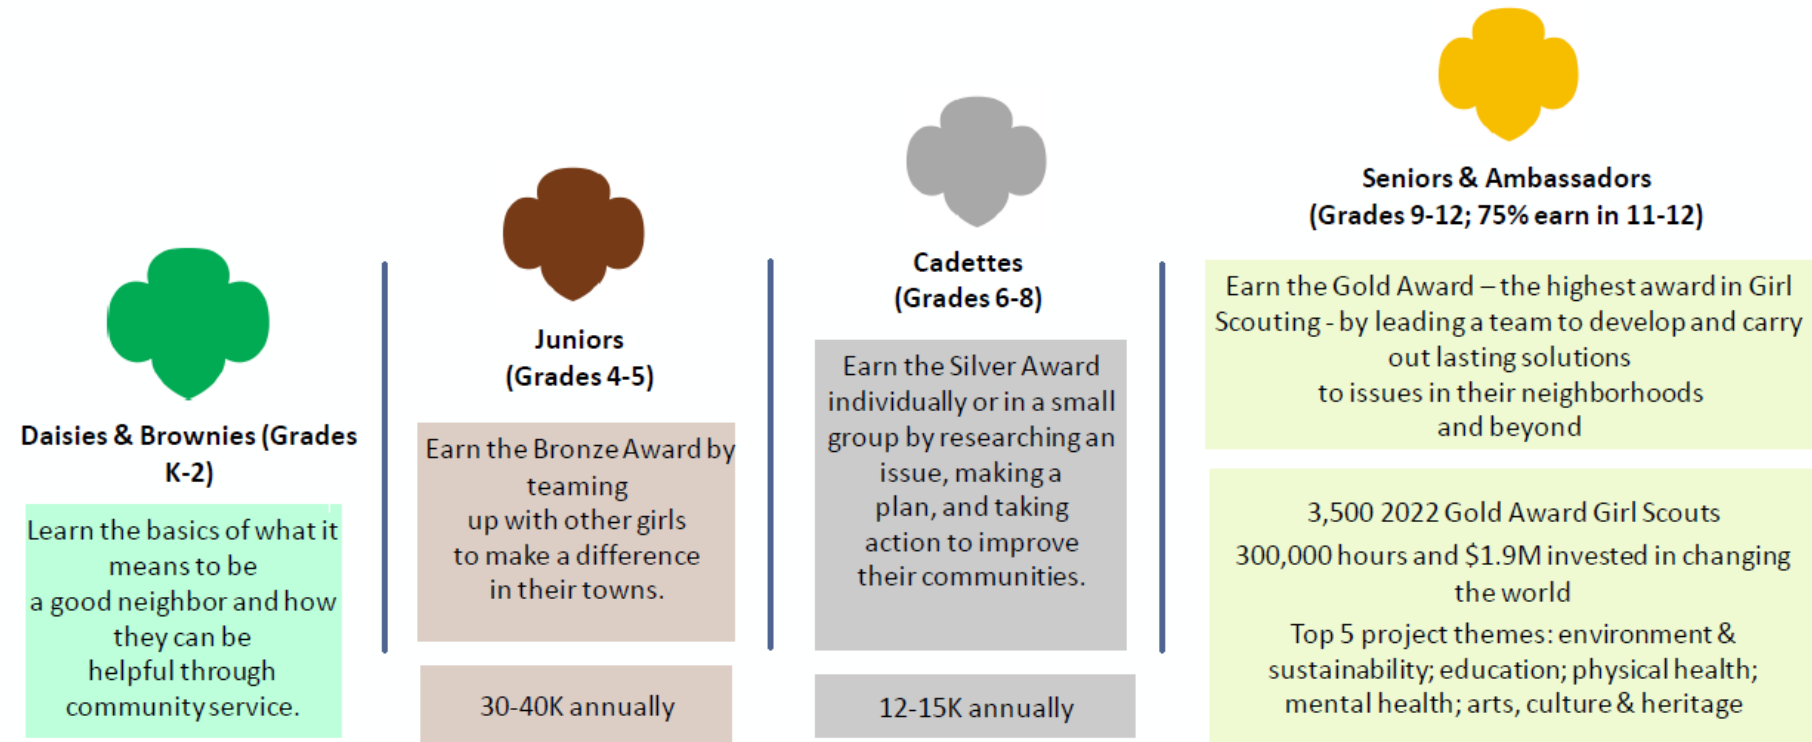 Daisies & Brownies (Grades
K-2)
Learn the basics of what it
means to be
a good neighbor and how
they can be
helpful through
community service.
Juniors
(Grades 4-5)
Earn the Bronze Award by
teaming
up with other girls
to make a difference
in their towns.
30-40K annually
Cadettes
(Grades 6-8)
Earn the Silver Award
individually or in a small
group by researching an
issue, making a
plan, and taking
action to improve
their communities.
12-15K annually
Seniors & Ambassadors
(Grades 9-12; 75% earn in 11-12)
Earn the Gold Award – the highest award in Girl
Scouting - by leading a team to develop and carry
out lasting solutions
to issues in their neighborhoods
and beyond
3,500 2022 Gold Award Girl Scouts
300,000 hours and $1.9M invested in changing
the world
Top 5 project themes: environment &
sustainability; education; physical health;
mental health; arts, culture & heritage